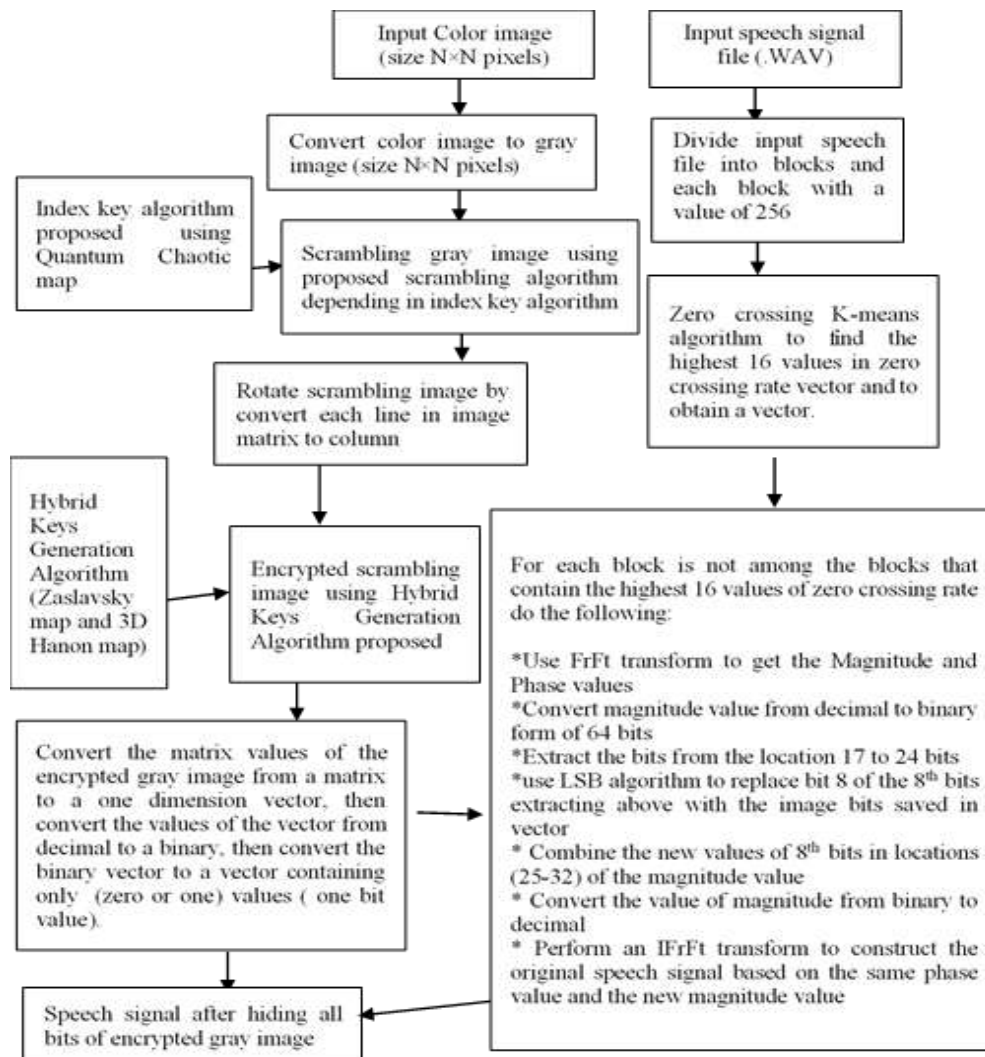 Input Color image
(size N×N pixels)
Input speech signal
file (.WAV)
Convert color image to gray
image (size N×N pixels)
Divide input speech
file into blocks and
each block with a
value of 256
Index key algorithm
proposed using
Quantum Chaotic
map
Scrambling gray image using
proposed scrambling algorithm
depending in index key algorithm
Zero crossing K-means
algorithm to find the
highest 16 values in zero
crossing rate vector and to
obtain a vector.
Rotate scrambling image by
convert each line in image
matrix to column
Hybrid
Keys
Generation
Algorithm
(Zaslavsky
map and 3D
Hanon map)
Encrypted scrambling
image using Hybrid
Keys Generation
Algorithm proposed
For each block is not among the blocks that
contain the highest 16 values of zero crossing rate
do the following:
*Use FrFt transform to get the Magnitude and
Phase values
*Convert magnitude value from decimal to binary
form of 64 bits
*Extract the bits from the location 17 to 24 bits
*use LSB algorithm to replace bit 8 of the 8th bits
extracting above with the image bits saved in
vector
* Combine the new values of 8th bits in locations
(25-32) of the magnitude value
* Convert the value of magnitude from binary to
decimal
* Perform an IFrFt transform to construct the
original speech signal based on the same phase
value and the new magnitude value
Convert the matrix values of the
encrypted gray image from a matrix
to a one dimension vector, then
convert the values of the vector from
decimal to a binary, then convert the
binary vector to a vector containing
only (zero or one) values ( one bit
value).
Speech signal after hiding all
bits of encrypted gray image